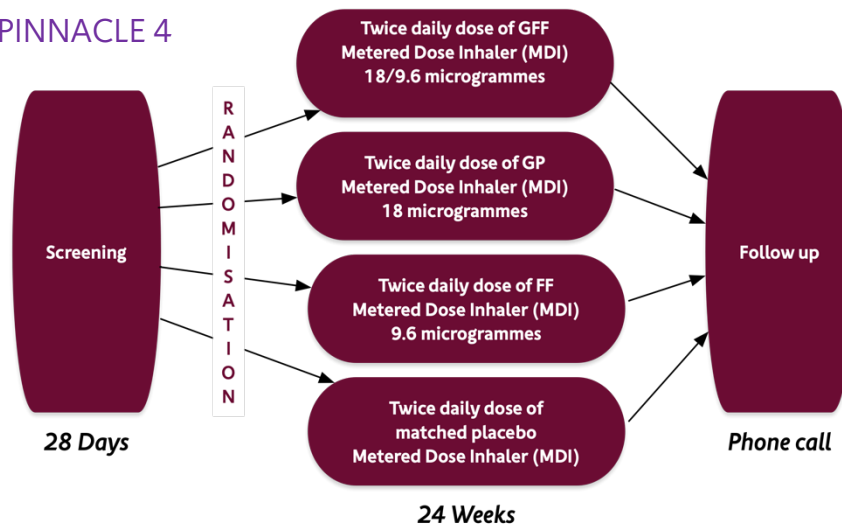 PINNACLE 4
Screening
28 Days
RANDOMISATION
Twice daily dose of GFF
Metered Dose Inhaler (MDI)
18/9.6 microgrammes
Twice daily dose of GP
Metered Dose Inhaler (MDI)
18 microgrammes
Twice daily dose of FF
Metered Dose Inhaler (MDI)
9.6 microgrammes
Twice daily dose of
matched placebo
Metered Dose Inhaler (MDI)
24 Weeks
Follow up
Phone call